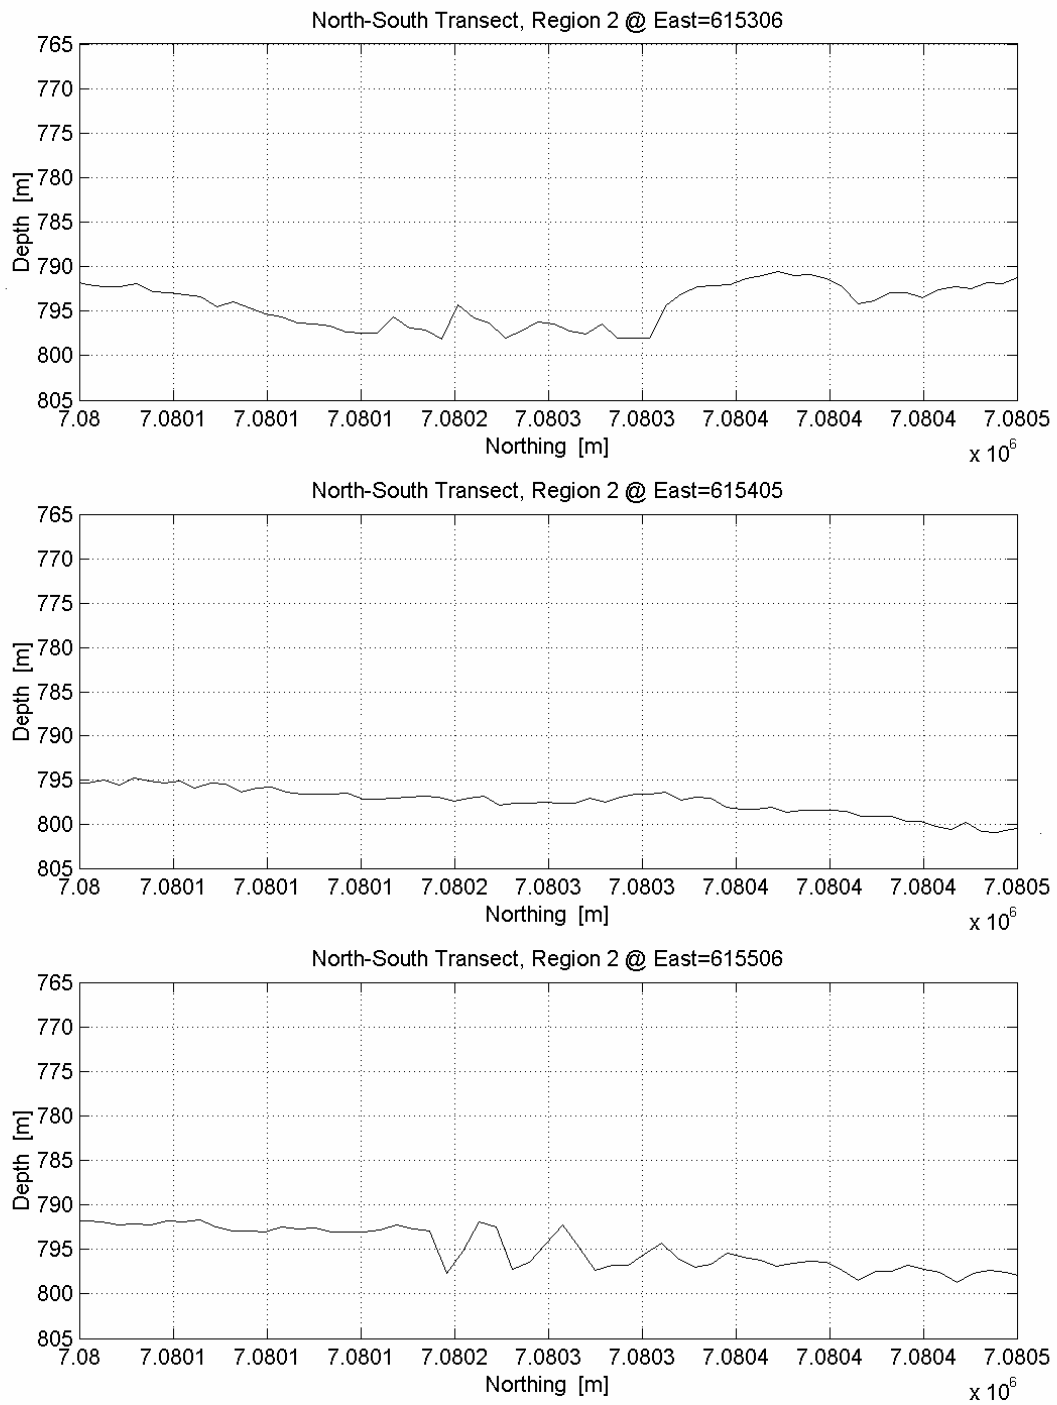 North-South Transect, Region 2 @ East=615306
765
770
775
780
785
790
795
800
805
Depth [m]
7.08 7.0801 7.0801 7.0801 7.0802 7.0803 7.0803 7.0804 7.0804 7.0804 7.0805
Northing [m]
x 10^6
North-South Transect, Region 2 @ East=615405
765
770
775
780
785
790
795
800
805
Depth [m]
7.08 7.0801 7.0801 7.0801 7.0802 7.0803 7.0803 7.0804 7.0804 7.0804 7.0805
Northing [m]
x 10^6
North-South Transect, Region 2 @ East=615506
765
770
775
780
785
790
795
800
805
Depth [m]
7.08 7.0801 7.0801 7.0801 7.0802 7.0803 7.0803 7.0804 7.0804 7.0804 7.0805
Northing [m]
x 10^6